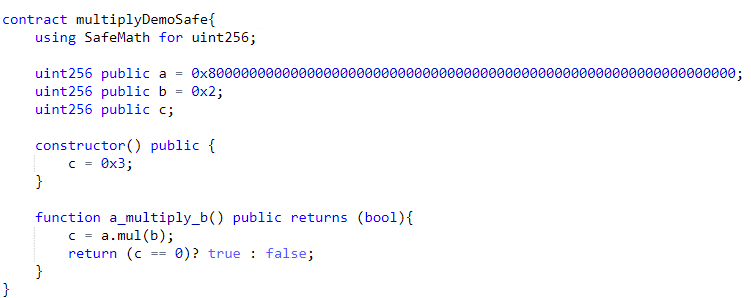 contract multiplyDemoSafe{
    using SafeMath for uint256;

    uint256 public a = 0x8000000000000000000000000000000000000000000000000000000000000000;
    uint256 public b = 0x2;
    uint256 public c;

    constructor() public {
        c = 0x3;
    }

    function a_multiply_b() public returns (bool){
        c = a.mul(b);
        return (c == 0)? true : false;
    }
}